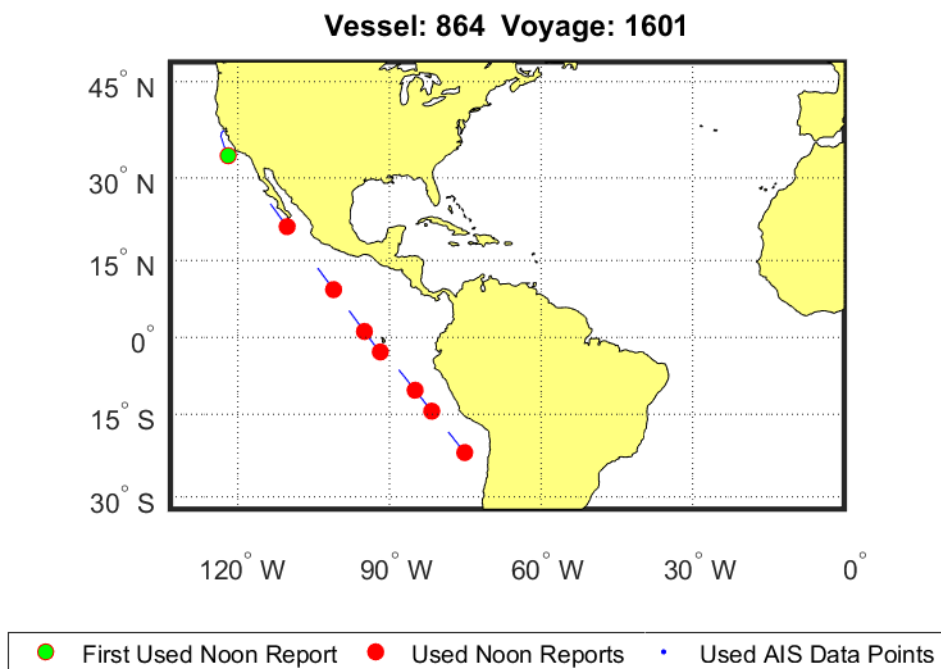 Vessel: 864 Voyage: 1601
45° N
30° N
15° N
0°
15° S
30° S
120° W 90° W 60° W 30° W 0°
First Used Noon Report Used Noon Reports Used AIS Data Points